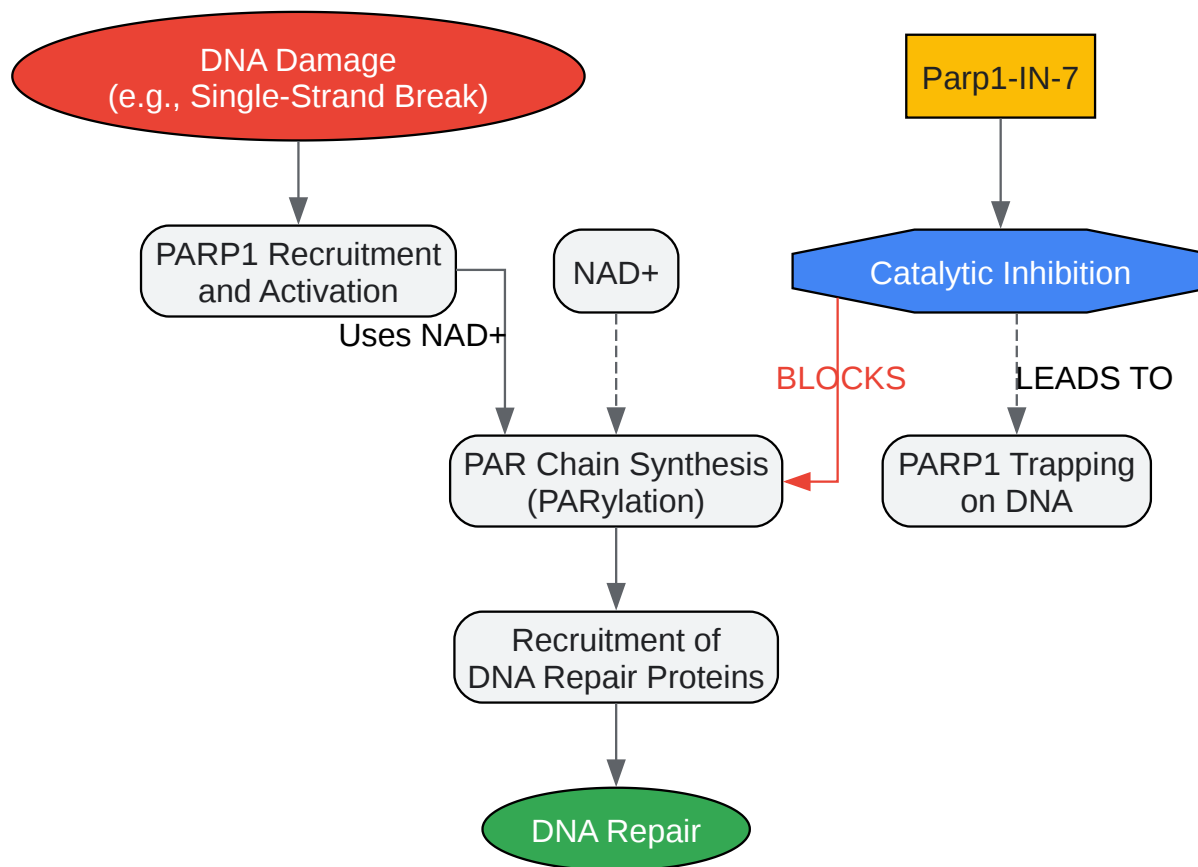 DNA Damage
(e.g., Single-Strand Break)
Parp1-IN-7
PARP1 Recruitment
and Activation
NAD+
Catalytic Inhibition
Uses NAD+
BLOCKS
LEADS TO
PAR Chain Synthesis
(PARylation)
PARP1 Trapping
on DNA
Recruitment of
DNA Repair Proteins
DNA Repair